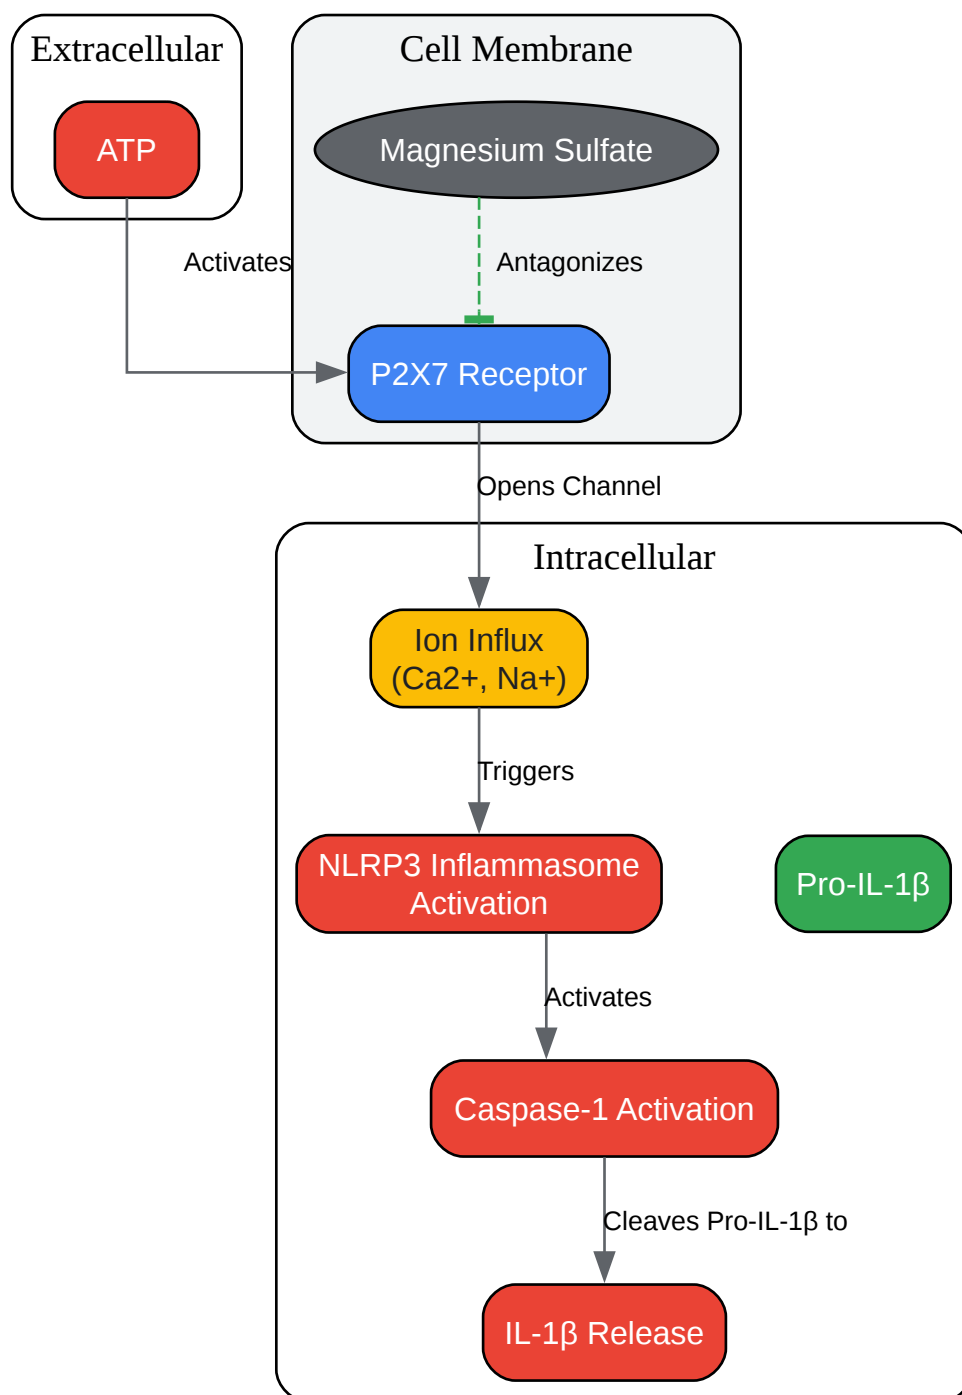 Extracellular
Cell Membrane
ATP
Magnesium Sulfate
Activates
Antagonizes
P2X7 Receptor
Opens Channel
Intracellular
Ion Influx
(Ca2+, Na+)
Triggers
NLRP3 Inflammasome
Activation
Pro-IL-1β
Activates
Caspase-1 Activation
Cleaves Pro-IL-1β to
IL-1β Release